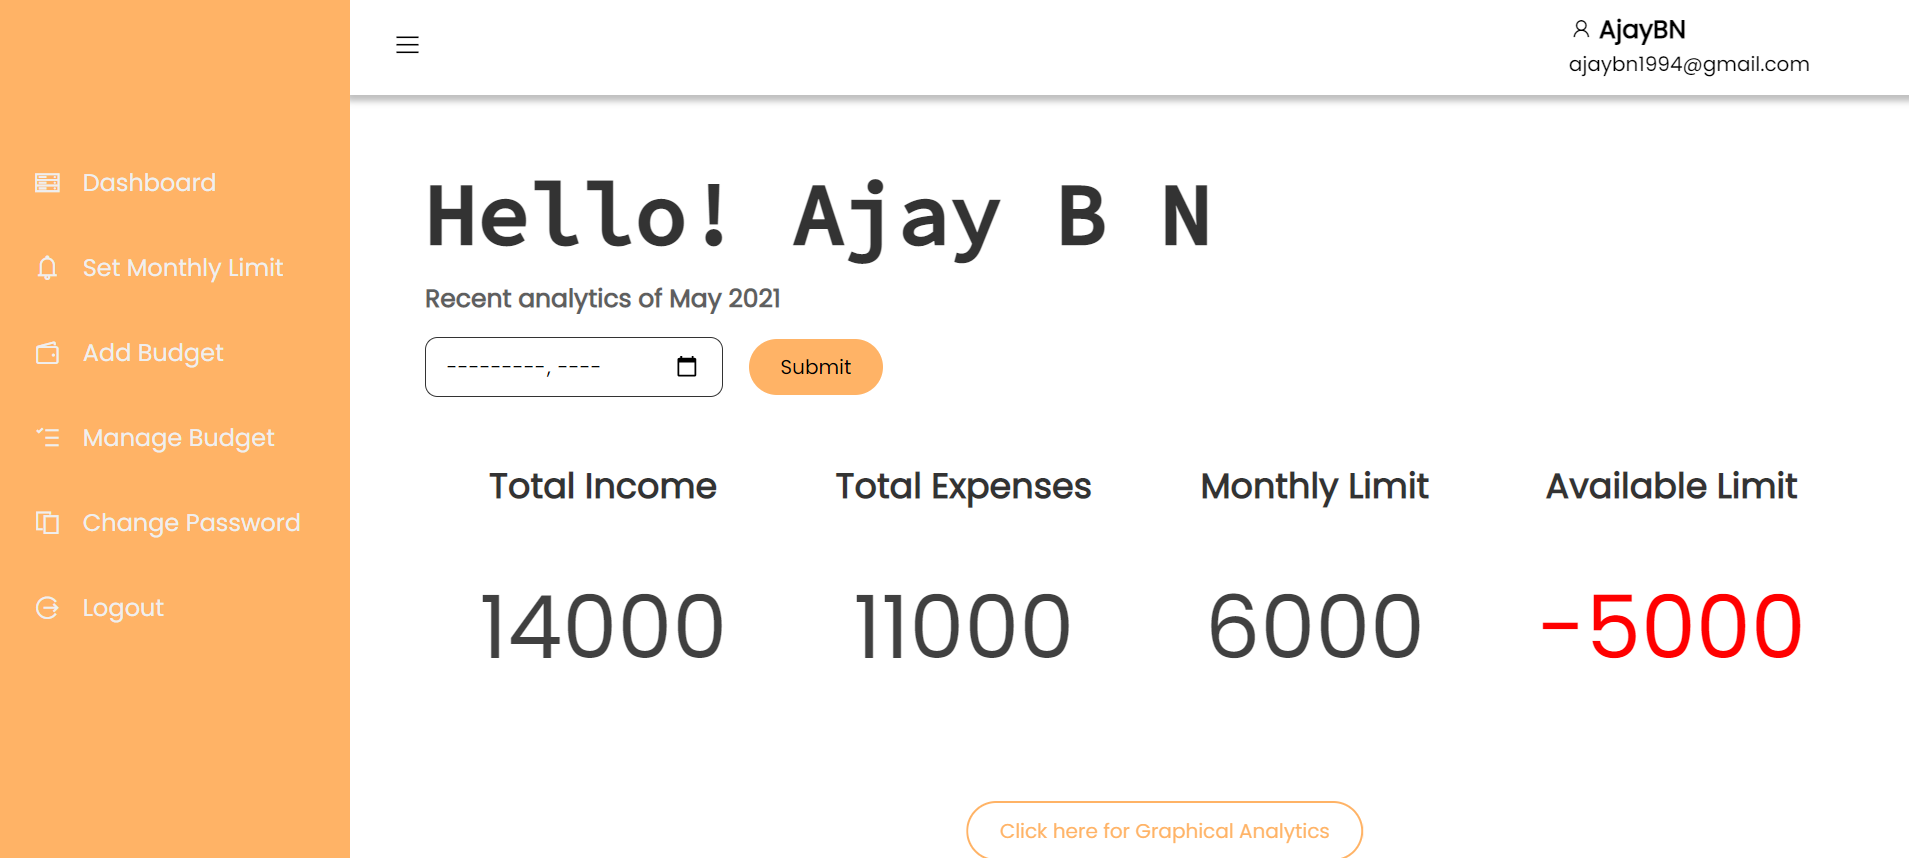 AjayBN
ajaybn1994@gmail.com
Dashboard
Set Monthly Limit
Add Budget
Manage Budget
Change Password
Logout
Hello! Ajay B N
Recent analytics of May 2021
---------, ----
Submit
Total Income
Total Expenses
Monthly Limit
Available Limit
14000
11000
6000
-5000
Click here for Graphical Analytics